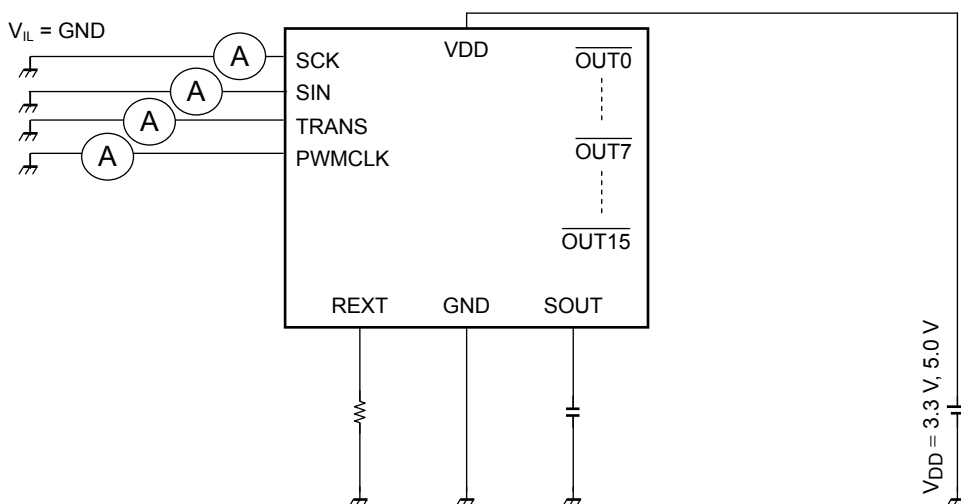 V_IL = GND
A
SCK
A
SIN
A
TRANS
A
PWMCLK
VDD
OUT0
OUT7
OUT15
REXT
GND
SOUT
V_DD = 3.3 V, 5.0 V